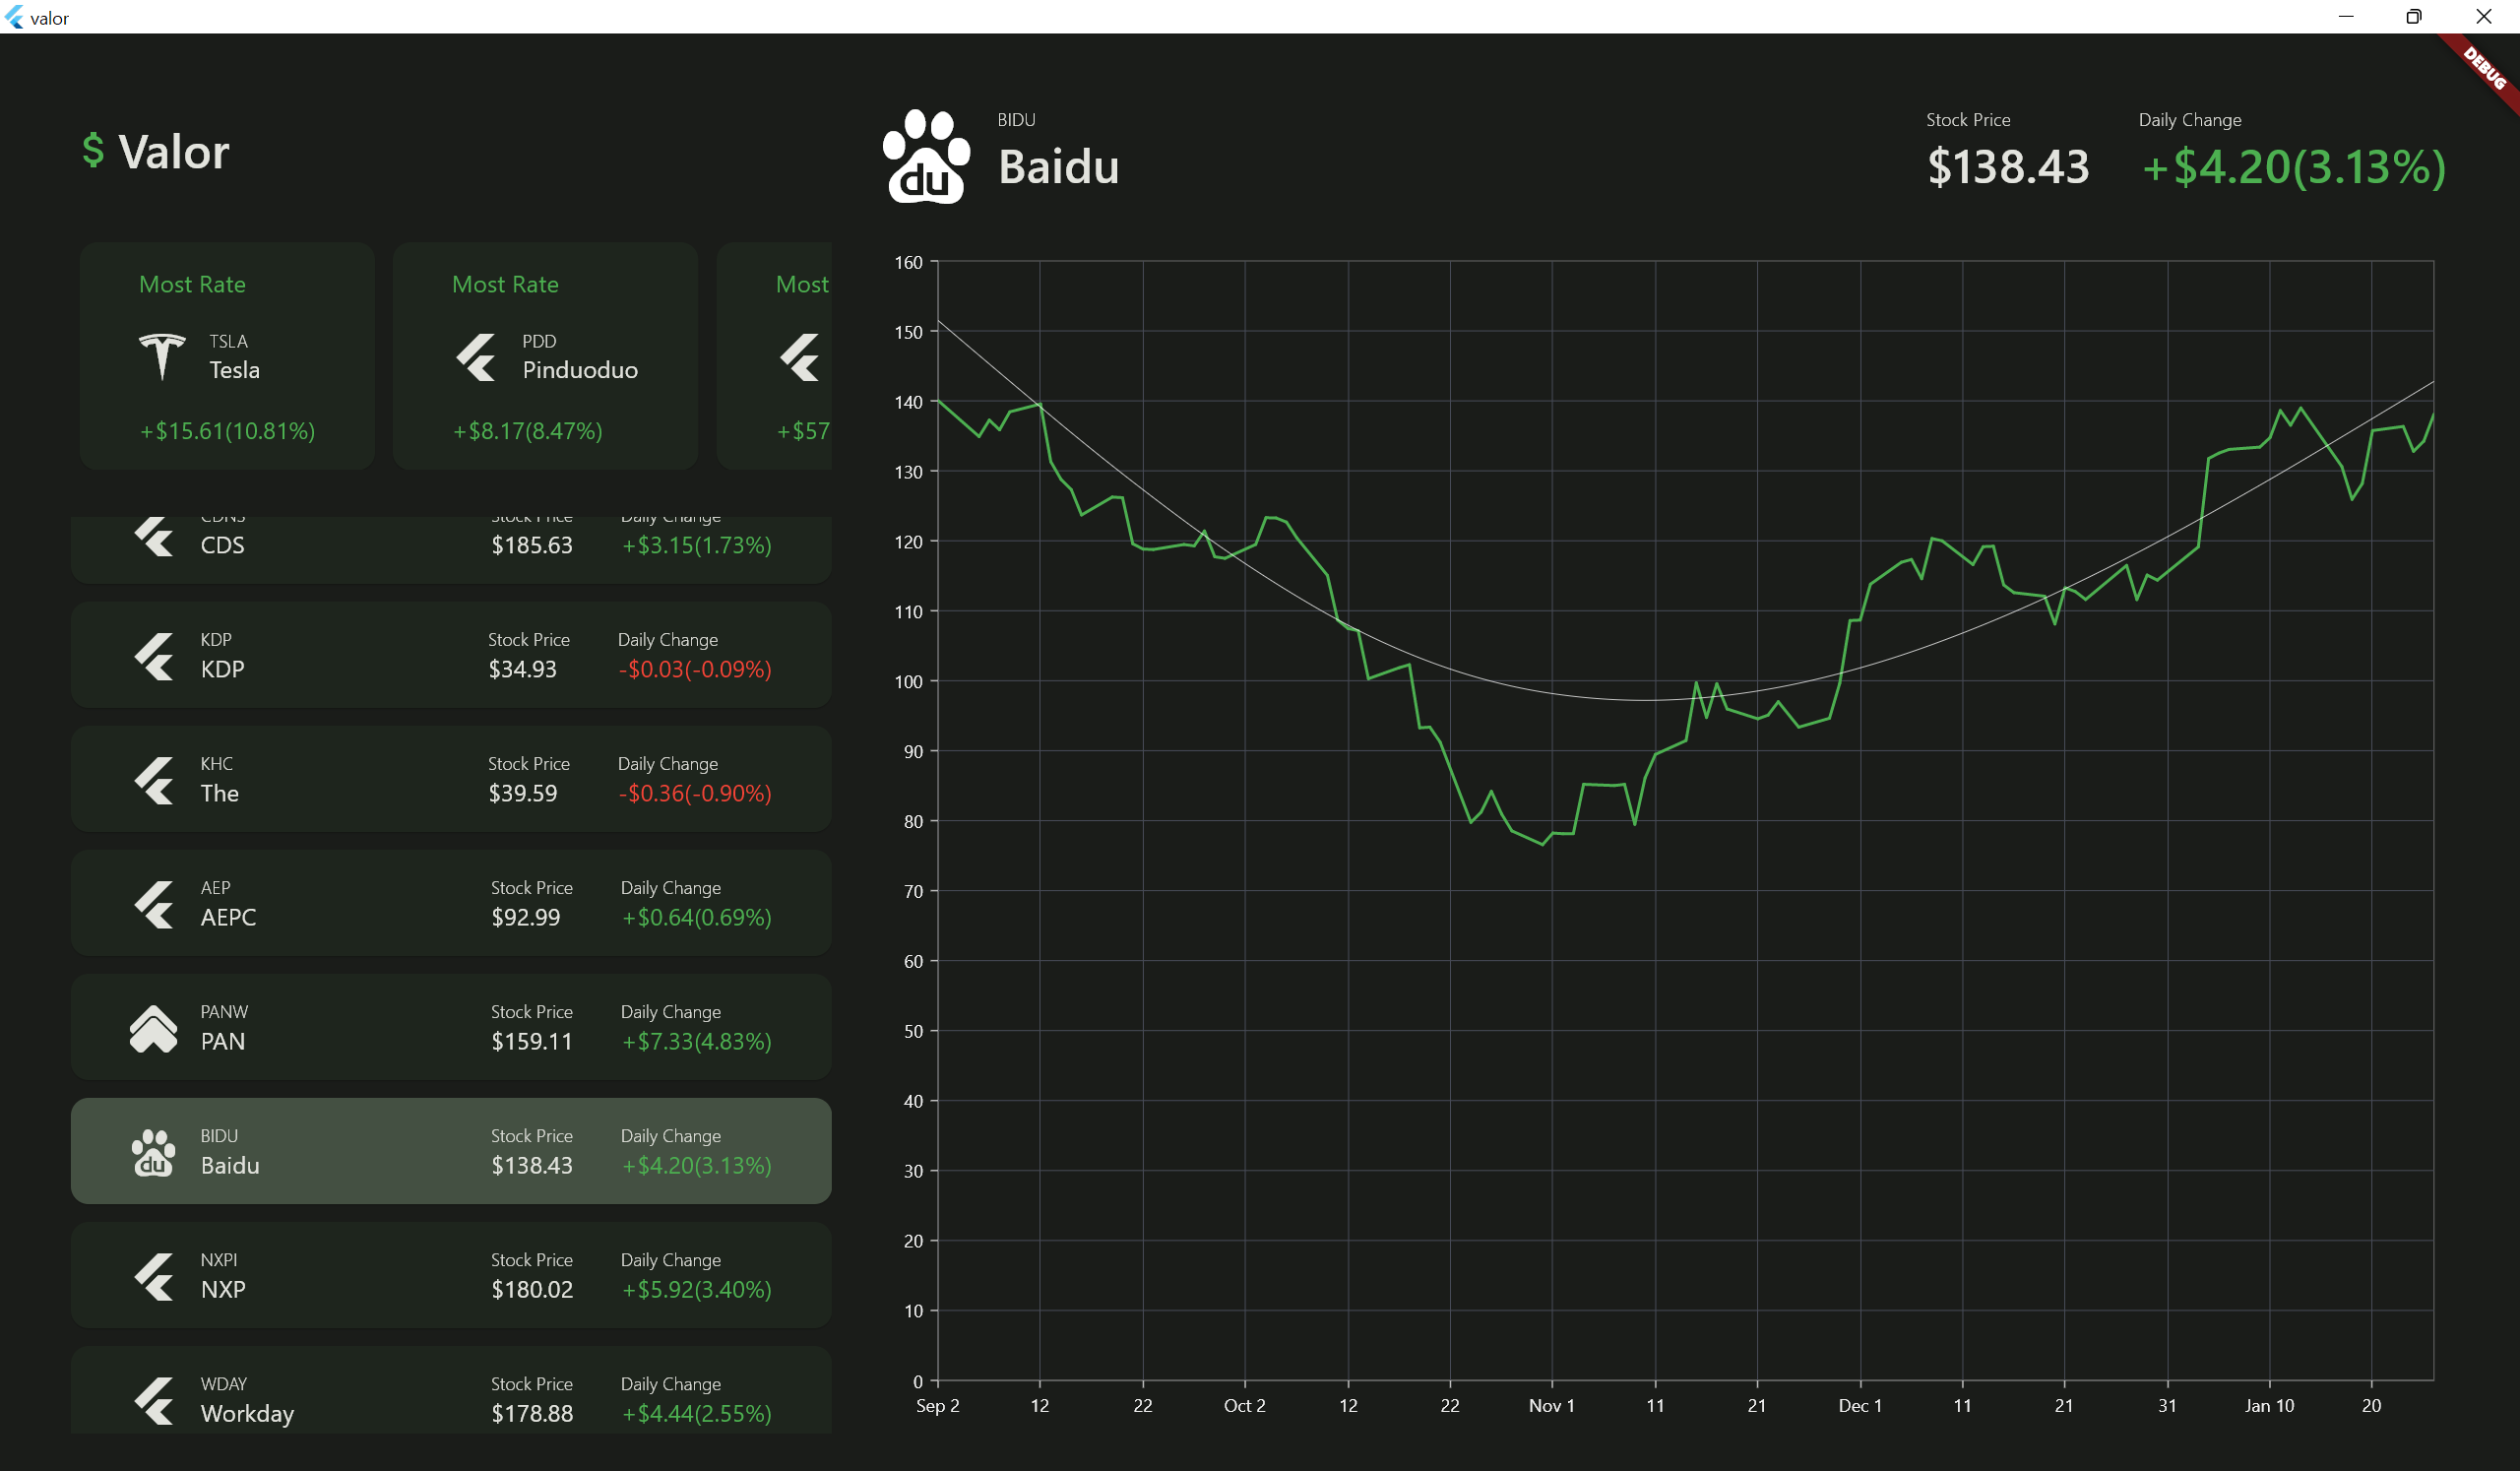 valor
DEBUG
$ Valor
Most Rate
TSLA
Tesla
+$15.61(10.81%)
Most Rate
PDD
Pinduoduo
+$8.17(8.47%)
Most
+$57
CDNS Stock Price Daily Change
CDS $185.63 +$3.15(1.73%)
KDP Stock Price Daily Change
KDP $34.93 -$0.03(-0.09%)
KHC Stock Price Daily Change
The $39.59 -$0.36(-0.90%)
AEP Stock Price Daily Change
AEPC $92.99 +$0.64(0.69%)
PANW Stock Price Daily Change
PAN $159.11 +$7.33(4.83%)
du
BIDU Stock Price Daily Change
Baidu $138.43 +$4.20(3.13%)
NXPI Stock Price Daily Change
NXP $180.02 +$5.92(3.40%)
WDAY Stock Price Daily Change
Workday $178.88 +$4.44(2.55%)
du
BIDU
Baidu
Stock Price Daily Change
$138.43 +$4.20(3.13%)
160
150
140
130
120
110
100
90
80
70
60
50
40
30
20
10
0
Sep 2 12 22 Oct 2 12 22 Nov 1 11 21 Dec 1 11 21 31 Jan 10 20